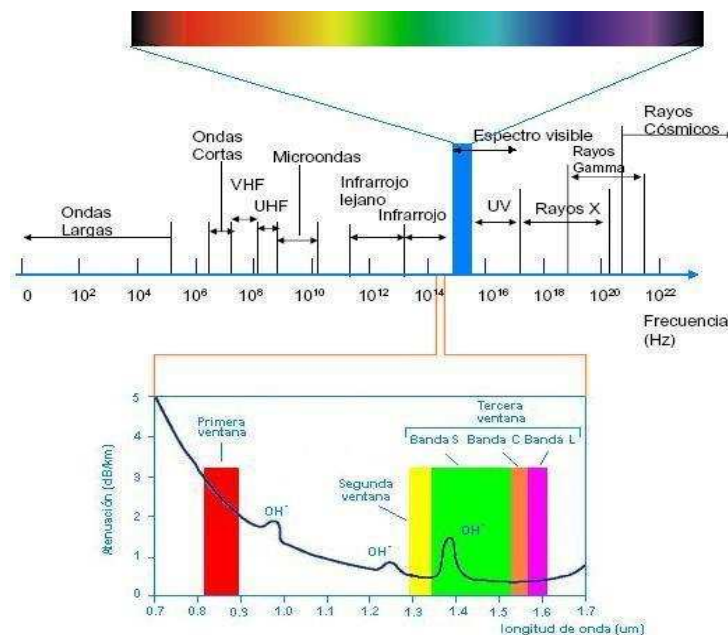 Ondas
Cortas
Microondas
Espectro visible
Rayos
Cósmicos
VHF
UHF
Infrarrojo
lejano
Infrarrojo
Rayos
Gamma
Ondas
Largas
UV
Rayos X
0 10² 10⁴ 10⁶ 10⁸ 10¹⁰ 10¹² 10¹⁴ 10¹⁶ 10¹⁸ 10²⁰ 10²²
Frecuencia
(Hz)
Atenuación (dB/km)
5
4
3
2
1
0
Primera
ventana
OH⁻
OH⁻
Segunda
ventana
Tercera
ventana
Banda S Banda C Banda L
OH⁻
0.7 0.8 0.9 1.0 1.1 1.2 1.3 1.4 1.5 1.6 1.7
longitud de onda (um)